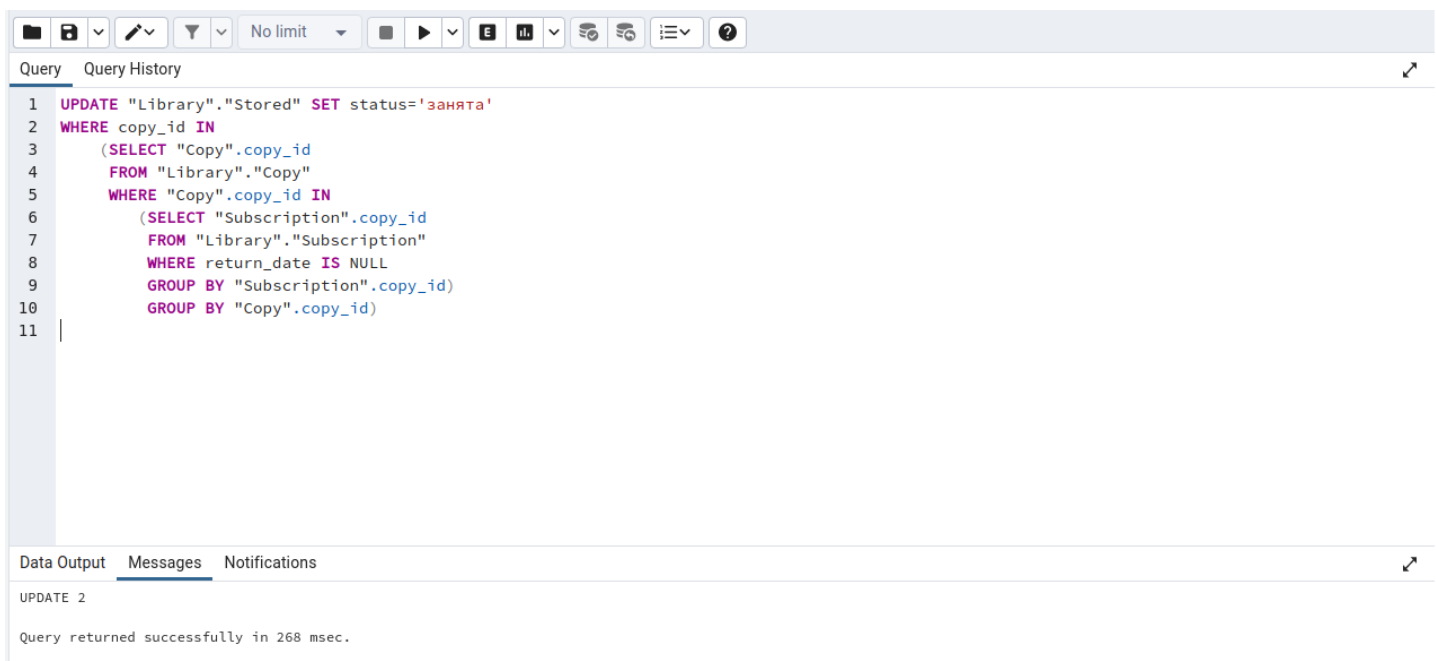 No limit
E
Query Query History
1 UPDATE "Library"."Stored" SET status='занята'
2 WHERE copy_id IN
3 (SELECT "Copy".copy_id
4 FROM "Library"."Copy"
5 WHERE "Copy".copy_id IN
6 (SELECT "Subscription".copy_id
7 FROM "Library"."Subscription"
8 WHERE return_date IS NULL
9 GROUP BY "Subscription".copy_id)
10 GROUP BY "Copy".copy_id)
11
Data Output Messages Notifications
UPDATE 2
Query returned successfully in 268 msec.